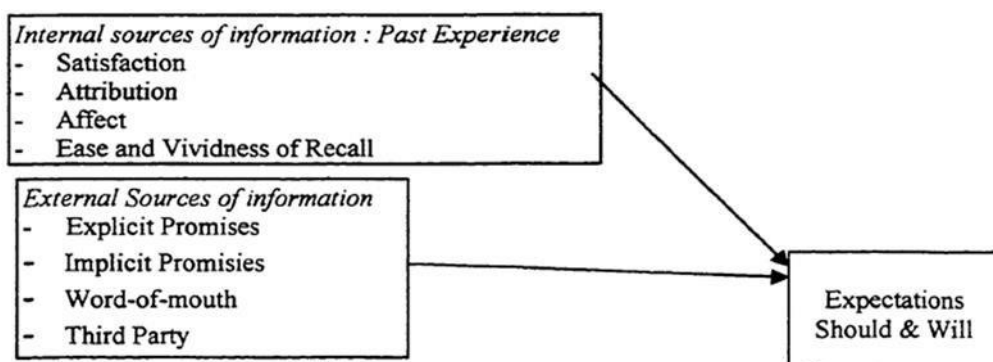 Internal sources of information : Past Experience
- Satisfaction
- Attribution
- Affect
- Ease and Vividness of Recall
External Sources of information
- Explicit Promises
- Implicit Promisies
- Word-of-mouth
- Third Party
Expectations
Should & Will